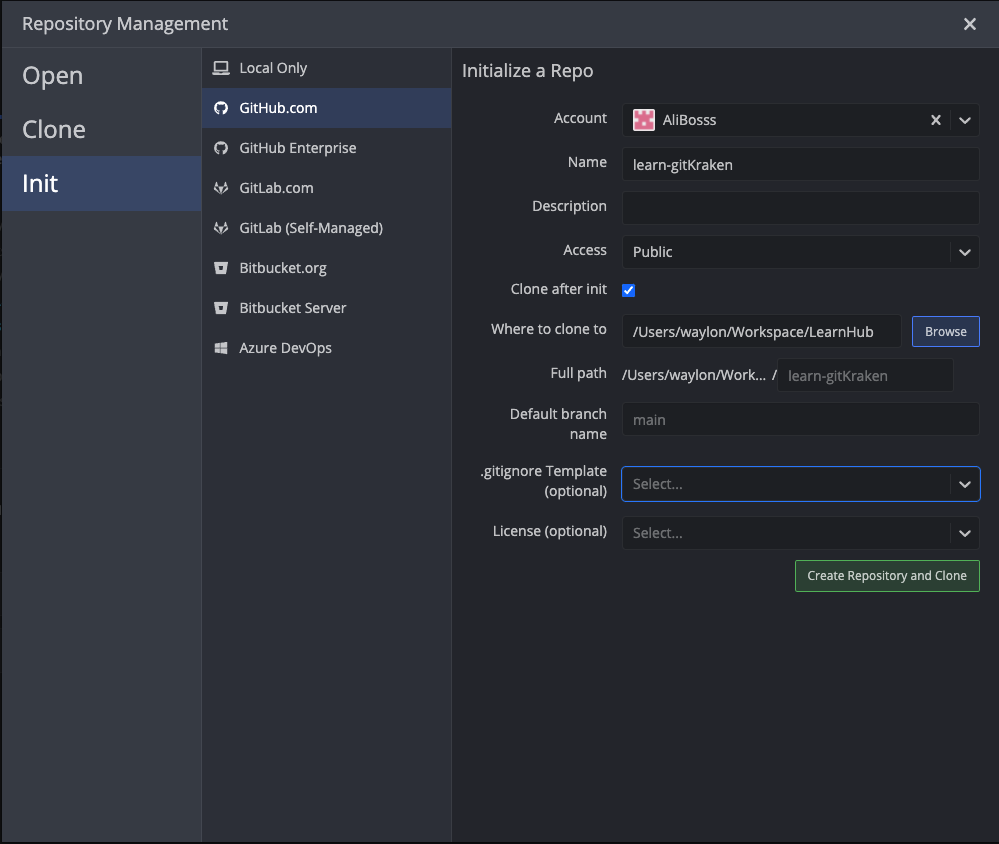 Repository Management
Open
Clone
Init
Local Only
GitHub.com
GitHub Enterprise
GitLab.com
GitLab (Self-Managed)
Bitbucket.org
Bitbucket Server
Azure DevOps
Initialize a Repo
Account AliBosss
Name learn-gitKraken
Description
Access Public
Clone after init
Where to clone to /Users/waylon/Workspace/LearnHub Browse
Full path /Users/waylon/Work... / learn-gitKraken
Default branch
name main
.gitignore Template
(optional) Select...
License (optional) Select...
Create Repository and Clone